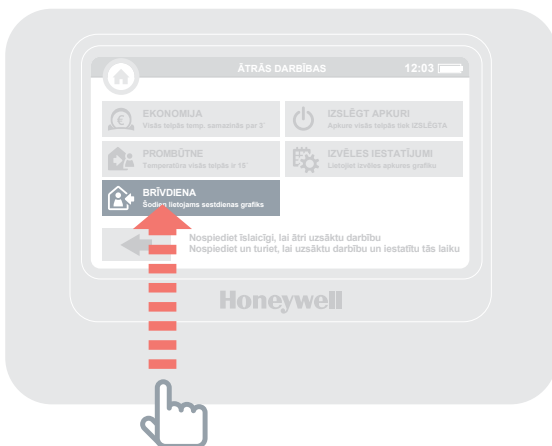 ĀTRĀS DARBĪBAS 12:03
EKONOMIJA
Visās telpās temp. samazinās par 3°
IZSLĒGT APKURI
Apkure visās telpās tiek IZSLĒGTA
PROMBŪTNE
Temperatūra visās telpās ir 15°
IZVĒLES IESTATĪJUMI
Lietojiet izvēles apkures grafiku
BRĪVDIENA
Šodien lietojams sestdienas grafiks
Nospiediet īslaicīgi, lai ātri uzsāktu darbību
Nospiediet un turiet, lai uzsāktu darbību un iestatītu tās laiku
Honeywell